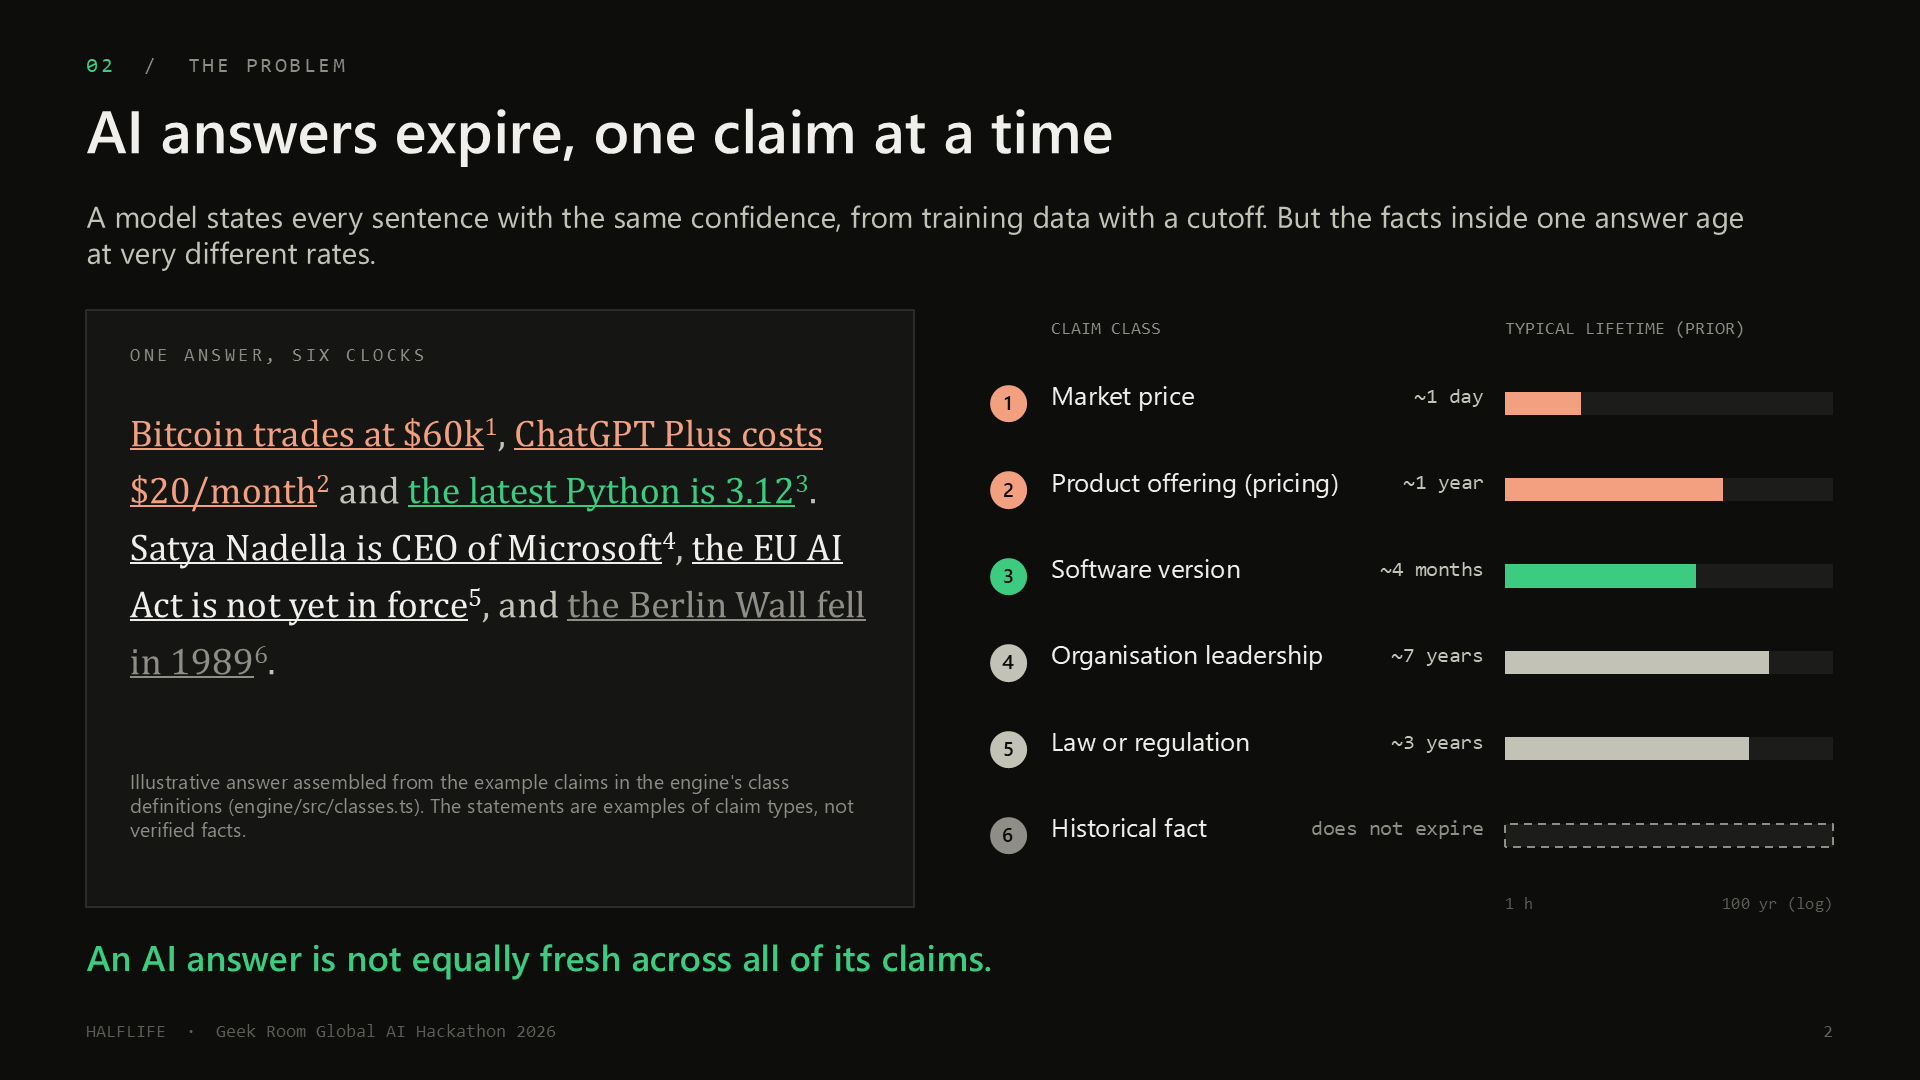 02 / THE PROBLEM
AI answers expire, one claim at a time
A model states every sentence with the same confidence, from training data with a cutoff. But the facts inside one answer age
at very different rates.
ONE ANSWER, SIX CLOCKS
Bitcoin trades at $60k¹, ChatGPT Plus costs
$20/month² and the latest Python is 3.12³.
Satya Nadella is CEO of Microsoft⁴, the EU AI
Act is not yet in force⁵, and the Berlin Wall fell
in 1989⁶.
Illustrative answer assembled from the example claims in the engine's class
definitions (engine/src/classes.ts). The statements are examples of claim types, not
verified facts.
CLAIM CLASS TYPICAL LIFETIME (PRIOR)
1 Market price ~1 day
2 Product offering (pricing) ~1 year
3 Software version ~4 months
4 Organisation leadership ~7 years
5 Law or regulation ~3 years
6 Historical fact does not expire
1 h 100 yr (log)
An AI answer is not equally fresh across all of its claims.
HALFLIFE · Geek Room Global AI Hackathon 2026 2